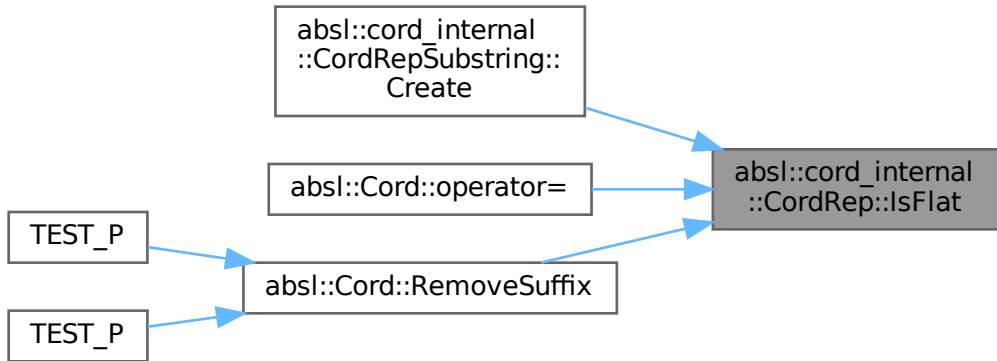 absl::cord_internal
::CordRepSubstring::
Create
absl::cord_internal
::CordRep::IsFlat
absl::Cord::operator=
TEST_P
absl::Cord::RemoveSuffix
TEST_P